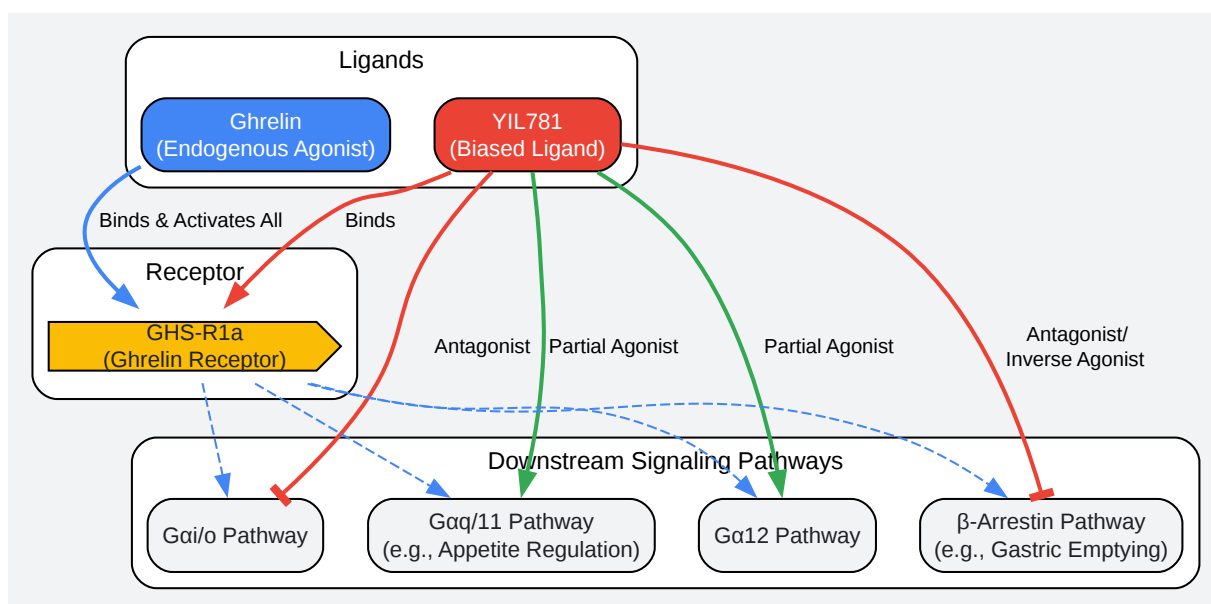 Ligands
Ghrelin
(Endogenous Agonist)
YIL781
(Biased Ligand)
Binds & Activates All
Binds
Receptor
GHS-R1a
(Ghrelin Receptor)
Antagonist
Partial Agonist
Partial Agonist
Antagonist/
Inverse Agonist
Downstream Signaling Pathways
Gαi/o Pathway
Gαq/11 Pathway
(e.g., Appetite Regulation)
Gα12 Pathway
β-Arrestin Pathway
(e.g., Gastric Emptying)